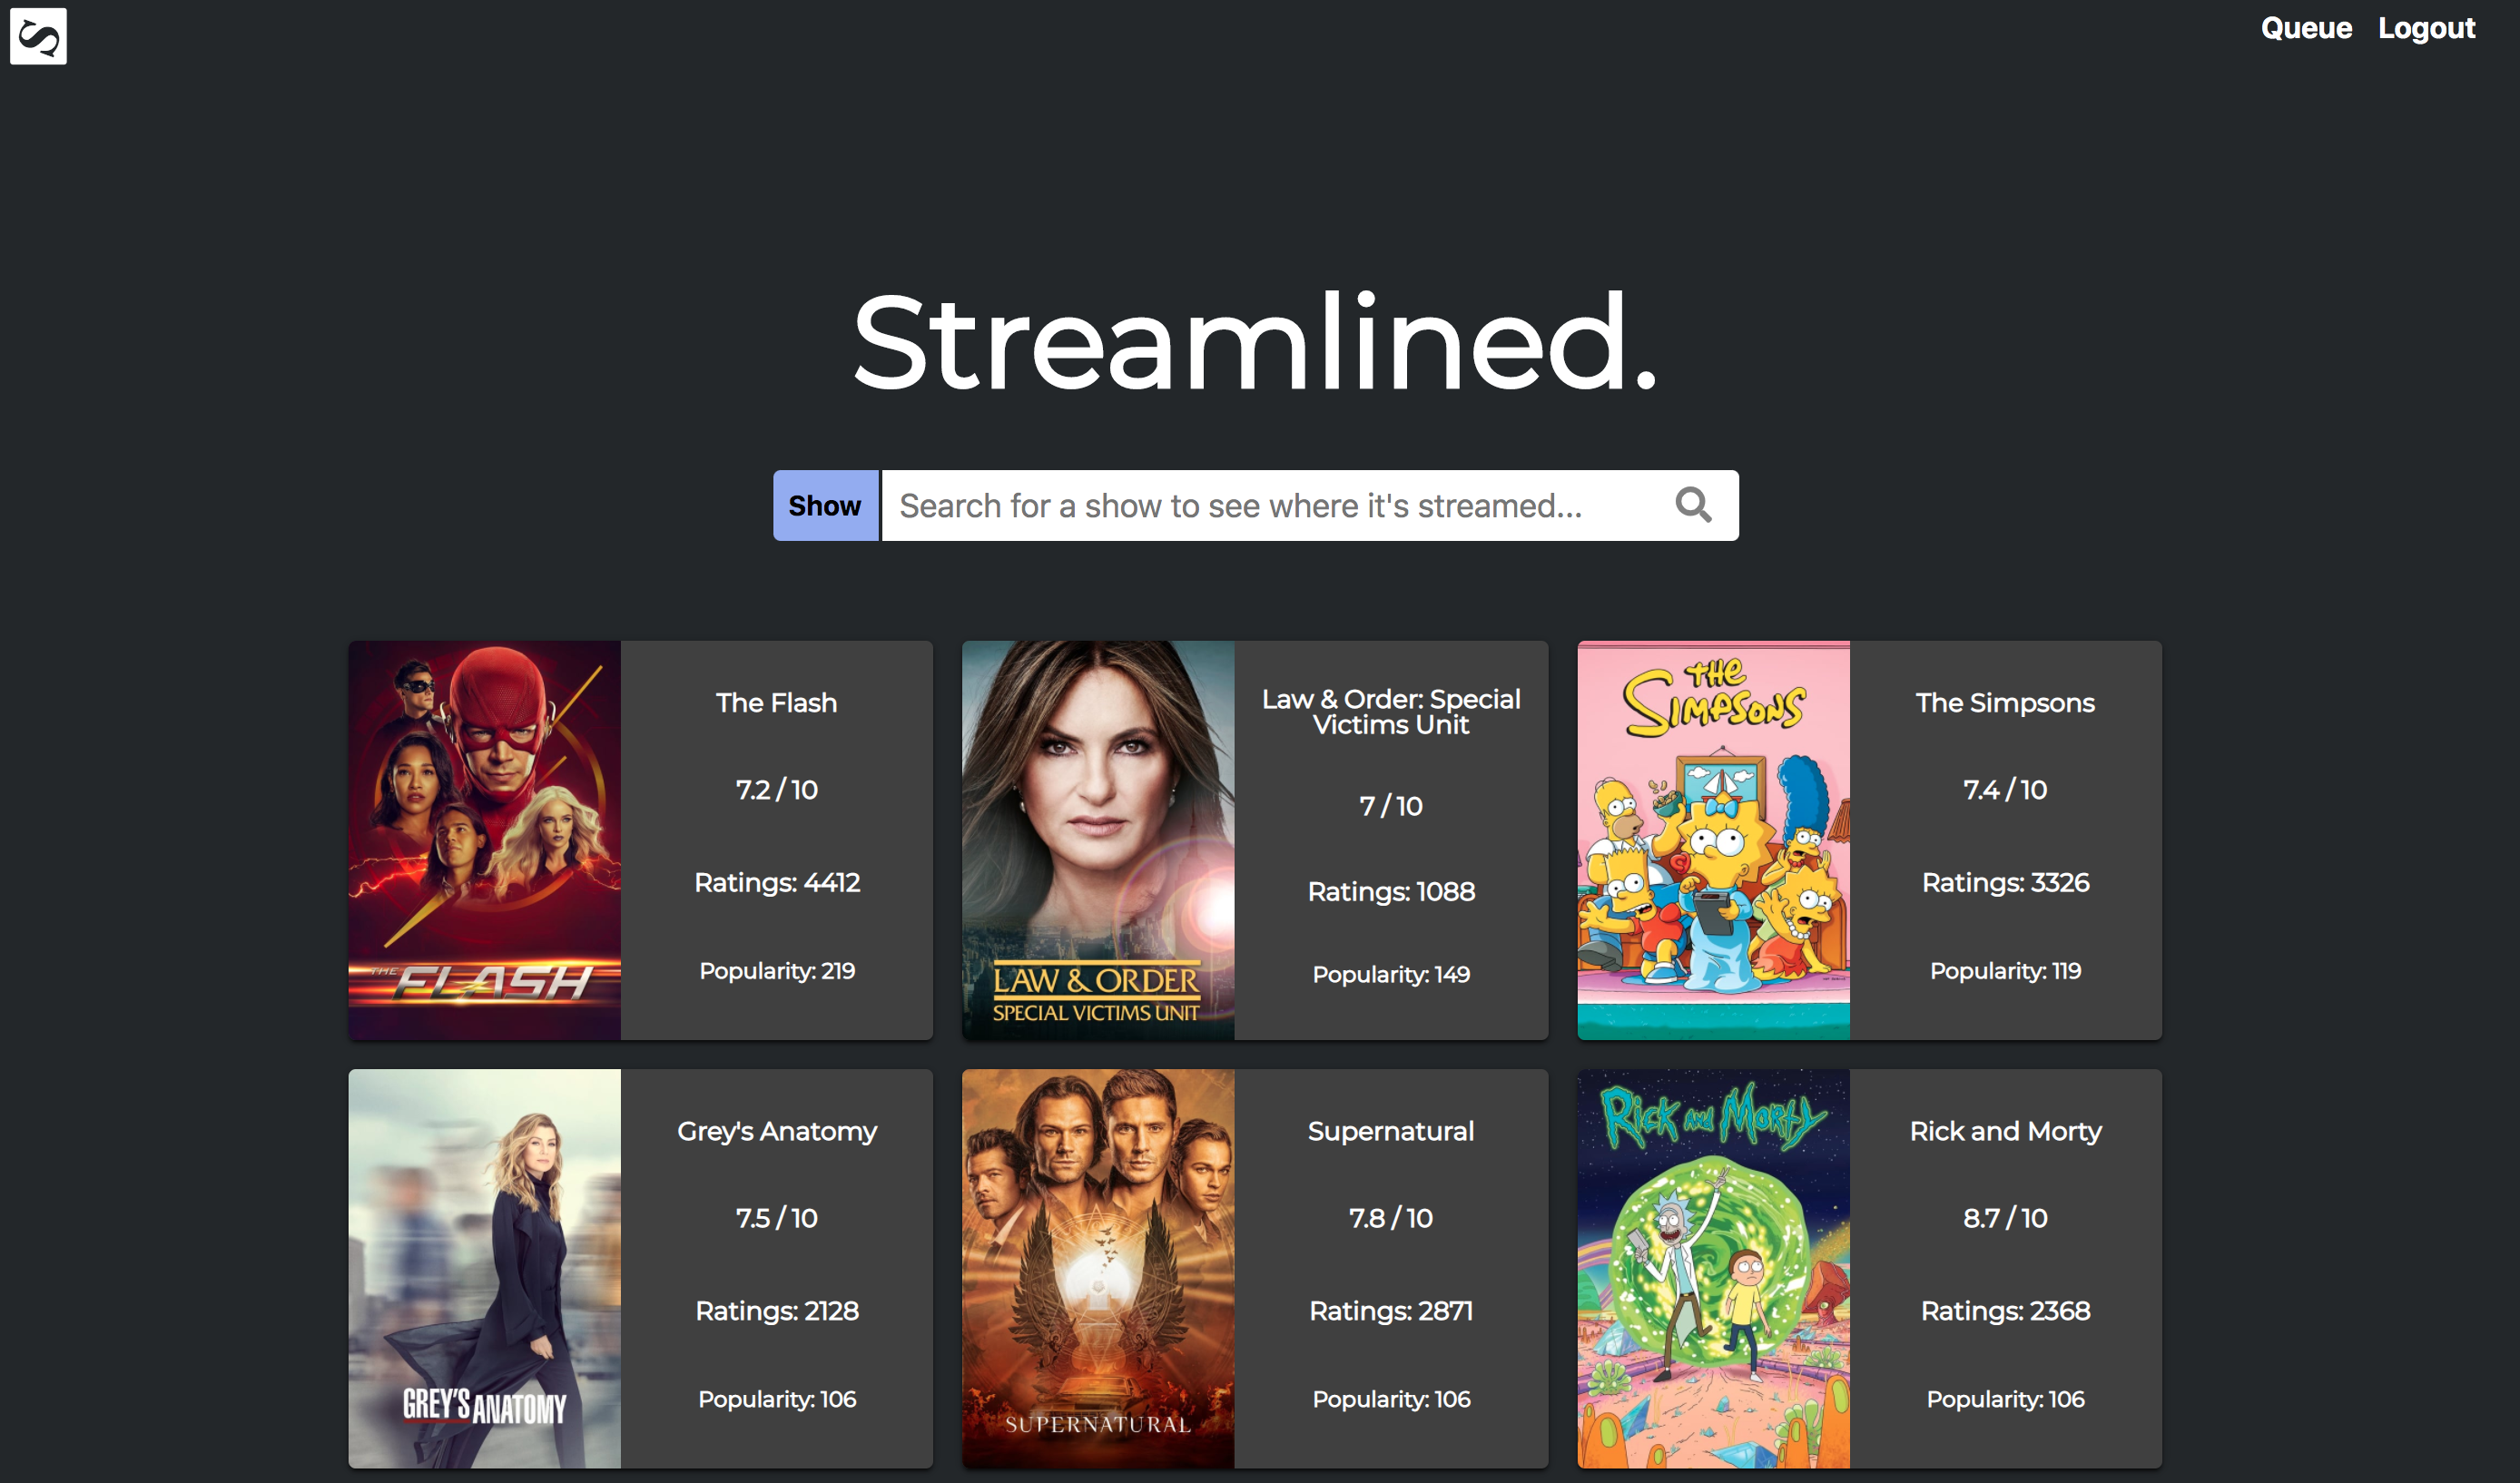 S
Queue Logout
Streamlined.
Show
Search for a show to see where it's streamed...
THE FLASH
The Flash
7.2 / 10
Ratings: 4412
Popularity: 219
LAW & ORDER
SPECIAL VICTIMS UNIT
Law & Order: Special
Victims Unit
7 / 10
Ratings: 1088
Popularity: 149
THE
SIMPSONS
The Simpsons
7.4 / 10
Ratings: 3326
Popularity: 119
GREY'S ANATOMY
Grey's Anatomy
7.5 / 10
Ratings: 2128
Popularity: 106
SUPERNATURAL
Supernatural
7.8 / 10
Ratings: 2871
Popularity: 106
RICK AND MORTY
Rick and Morty
8.7 / 10
Ratings: 2368
Popularity: 106